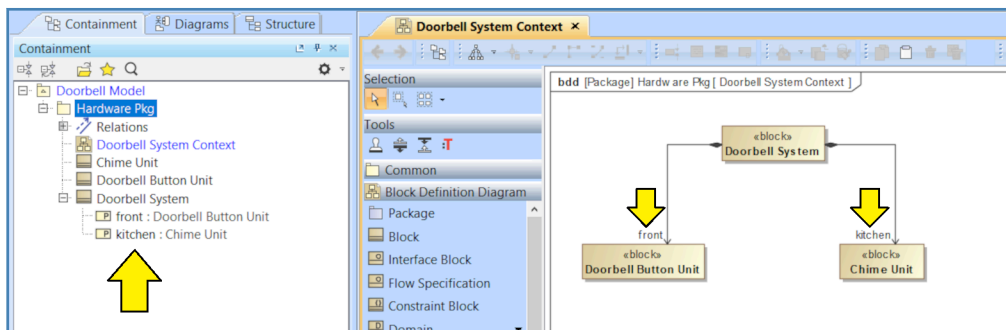 Containment Diagrams Structure
Containment
Doorbell Model
Hardware Pkg
Relations
Doorbell System Context
Chime Unit
Doorbell Button Unit
Doorbell System
front : Doorbell Button Unit
kitchen : Chime Unit
Doorbell System Context
Selection
Tools
Common
Block Definition Diagram
Package
Block
Interface Block
Flow Specification
Constraint Block
Domain
bdd [Package] Hardware Pkg [ Doorbell System Context ]
«block»
Doorbell System
front
kitchen
«block»
Doorbell Button Unit
«block»
Chime Unit